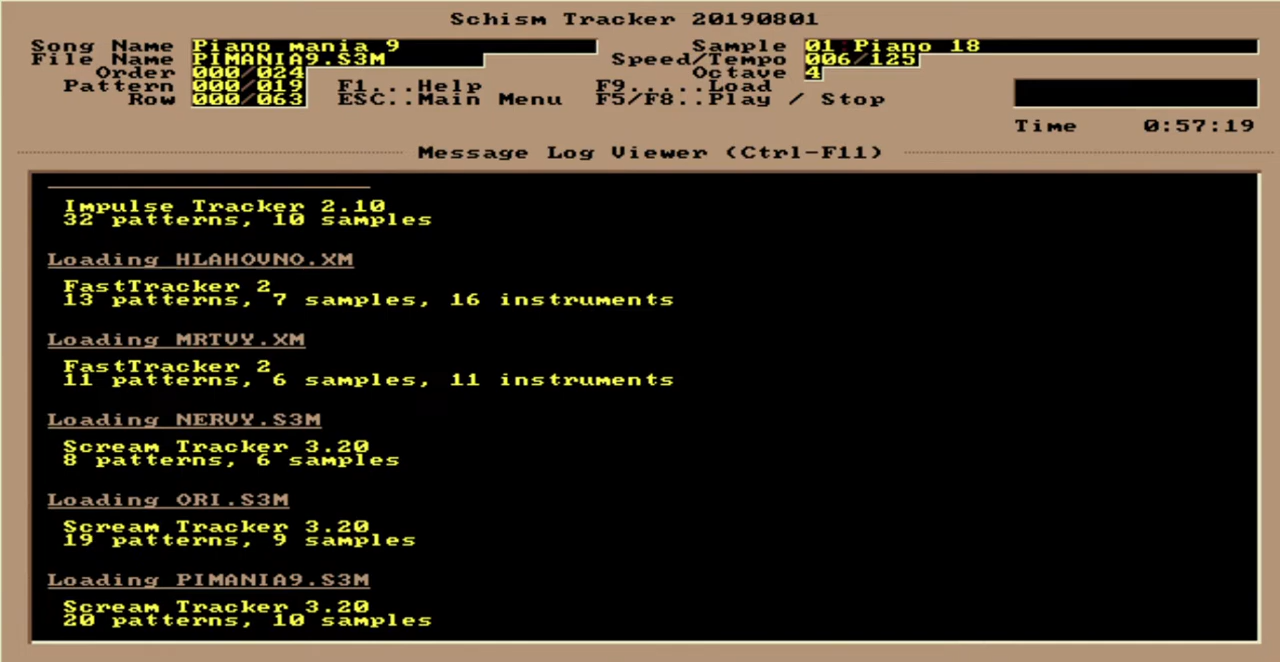 Schism Tracker 20190801
Song Name Piano mania 9 Sample 01 Piano 18
File Name PIMANIA9.S3M Speed/Tempo 006/125
Order 000/024 Octave 4
Pattern 000/019 F1...Help F9.....Load
Row 000/063 ESC..Main Menu F5/F8..Play / Stop
Time 0:57:19
Message Log Viewer (Ctrl-F11)
Impulse Tracker 2.10
32 patterns, 10 samples
Loading HLAHOVNO.XM
FastTracker 2
13 patterns, 7 samples, 16 instruments
Loading MRTVY.XM
FastTracker 2
11 patterns, 6 samples, 11 instruments
Loading NERVY.S3M
Scream Tracker 3.20
8 patterns, 6 samples
Loading ORI.S3M
Scream Tracker 3.20
19 patterns, 9 samples
Loading PIMANIA9.S3M
Scream Tracker 3.20
20 patterns, 10 samples